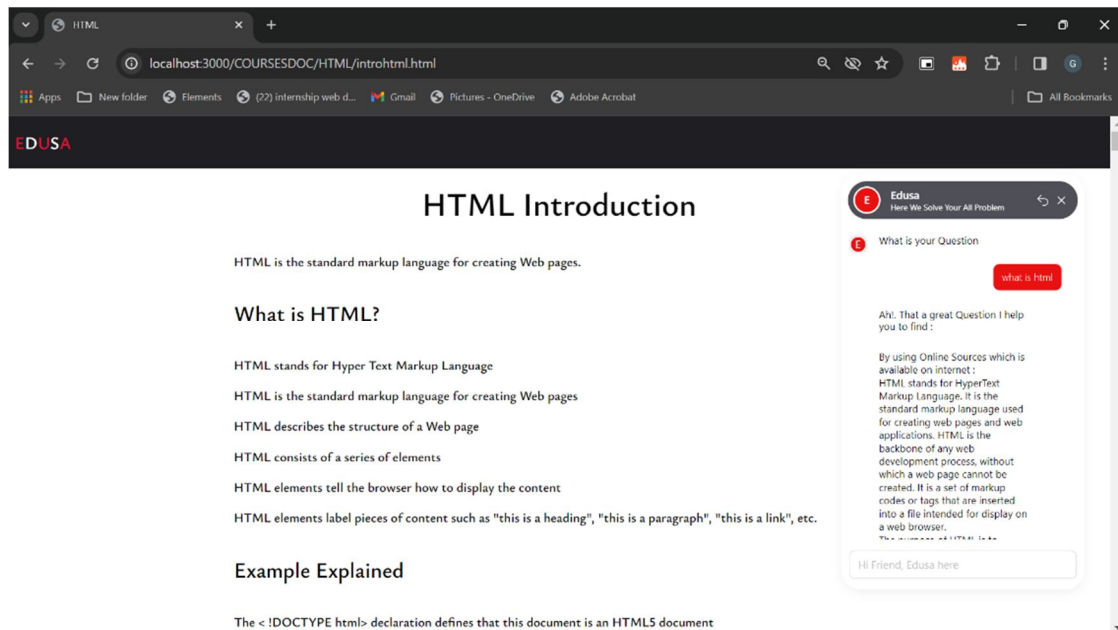 HTML
localhost:3000/COURSESDOC/HTML/introhtml.html
G
Apps New folder Elements (22) internship web d... Gmail Pictures - OneDrive Adobe Acrobat All Bookmarks
EDUSA
HTML Introduction
HTML is the standard markup language for creating Web pages.
What is HTML?
HTML stands for Hyper Text Markup Language
HTML is the standard markup language for creating Web pages
HTML describes the structure of a Web page
HTML consists of a series of elements
HTML elements tell the browser how to display the content
HTML elements label pieces of content such as "this is a heading", "this is a paragraph", "this is a link", etc.
Example Explained
The < !DOCTYPE html> declaration defines that this document is an HTML5 document
E
Edusa
Here We Solve Your All Problem
E
What is your Question
what is html
Ah!. That a great Question I help
you to find :
By using Online Sources which is
available on internet :
HTML stands for HyperText
Markup Language. It is the
standard markup language used
for creating web pages and web
applications. HTML is the
backbone of any web
development process, without
which a web page cannot be
created. It is a set of markup
codes or tags that are inserted
into a file intended for display on
a web browser.
The purpose of HTML is to
Hi Friend, Edusa here